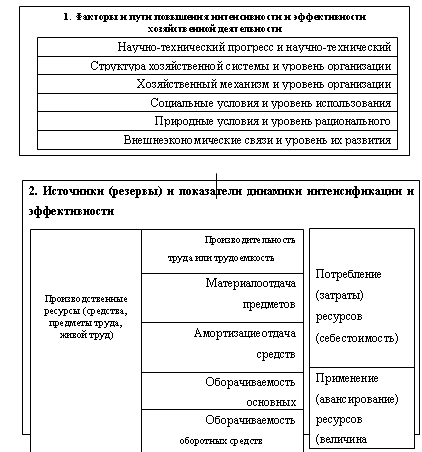 1. Факторы и пути повышения интенсивности и эффективности
хозяйственной деятельности
Научно-технический прогресс и научно-технический
Структура хозяйственной системы и уровень организации
Хозяйственный механизм и уровень организации
Социальные условия и уровень использования
Природные условия и уровень рационального
Внешнеэкономические связи и уровень их развития
2. Источники (резервы) и показатели динамики интенсификации и
эффективности
Производственные
ресурсы (средства,
предметы труда,
живой труд)
Производительность
труда или трудоемкость
Материалоотдача
предметов
Амортизациеотдача
средств
Оборачиваемость
основных
Оборачиваемость
оборотных средств
Потребление
(затраты)
ресурсов
(себестоимость)
Применение
(авансирование)
ресурсов
(величина